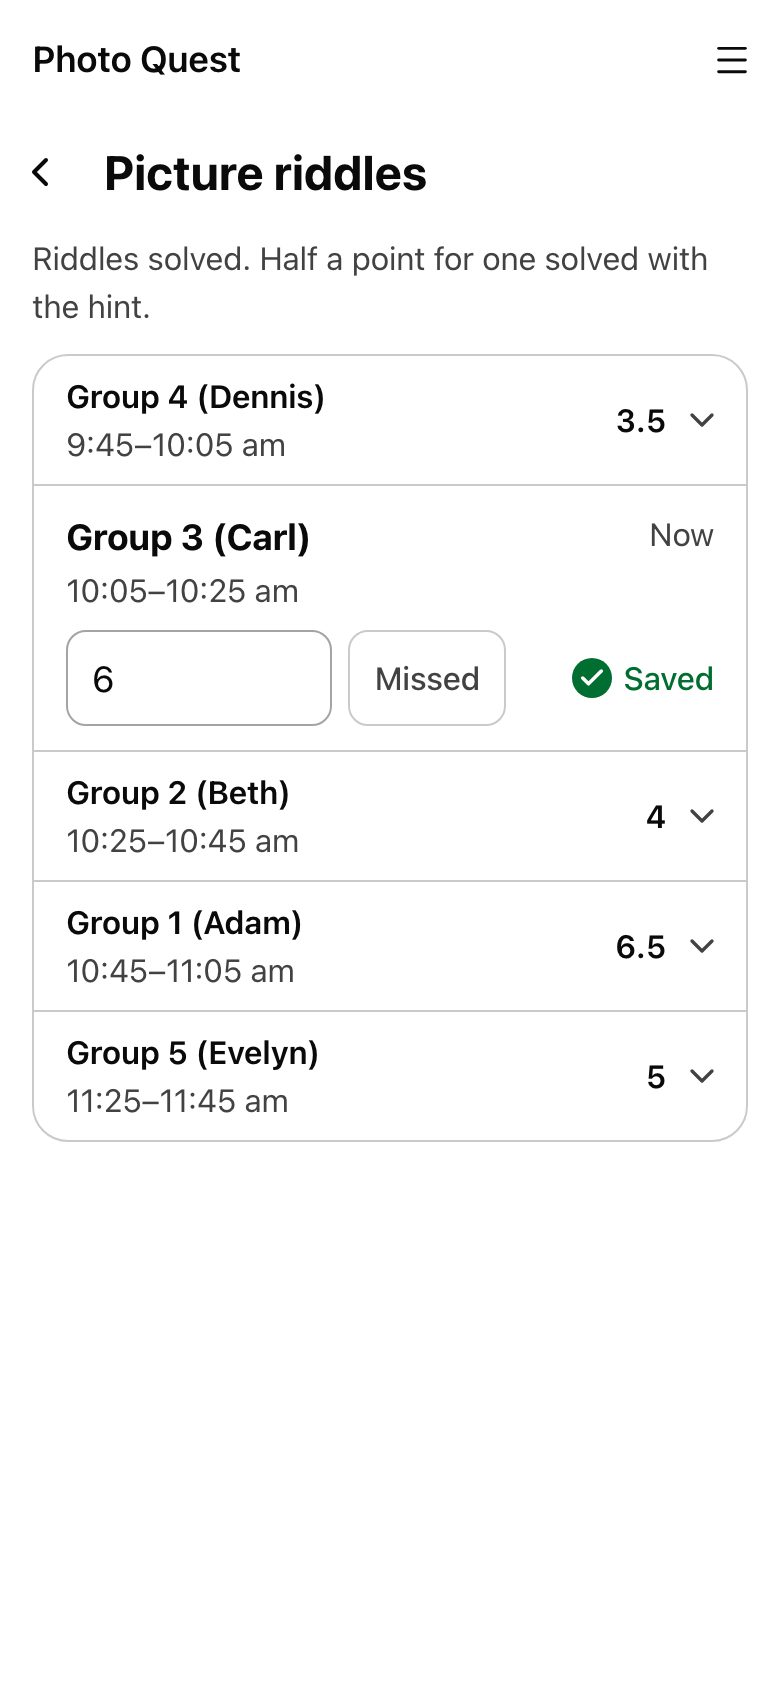 Photo Quest
Picture riddles
Riddles solved. Half a point for one solved with
the hint.
Group 4 (Dennis)
9:45–10:05 am
3.5
Group 3 (Carl)
Now
10:05–10:25 am
6
Missed
Saved
Group 2 (Beth)
10:25–10:45 am
4
Group 1 (Adam)
10:45–11:05 am
6.5
Group 5 (Evelyn)
11:25–11:45 am
5